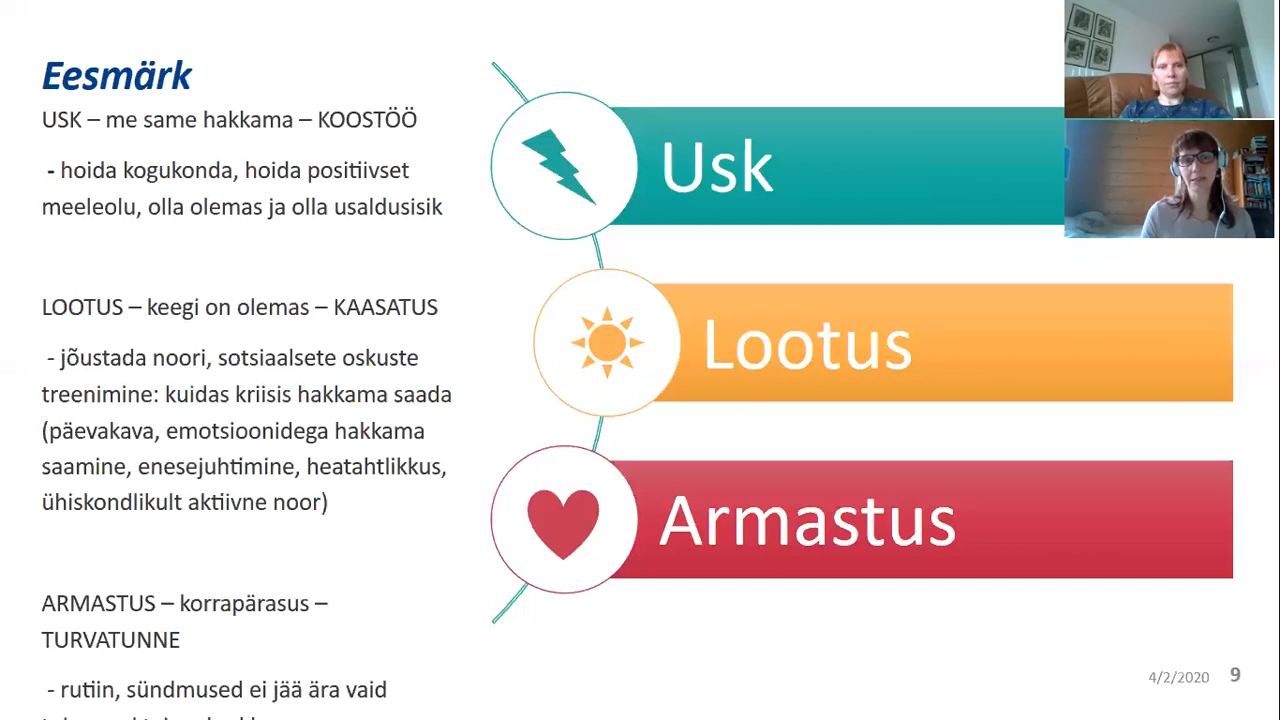 Eesmärk
USK – me same hakkama – KOOSTÖÖ
- hoida kogukonda, hoida positiivset
meeleolu, olla olemas ja olla usaldusisik
LOOTUS – keegi on olemas – KAASATUS
- jõustada noori, sotsiaalsete oskuste
treenimine: kuidas kriisis hakkama saada
(päevakava, emotsioonidega hakkama
saamine, enesejuhtimine, heatahtlikkus,
ühiskondlikult aktiivne noor)
ARMASTUS – korrapärasus –
TURVATUNNE
- rutiin, sündmused ei jää ära vaid
Usk
Lootus
Armastus
4/2/2020 9